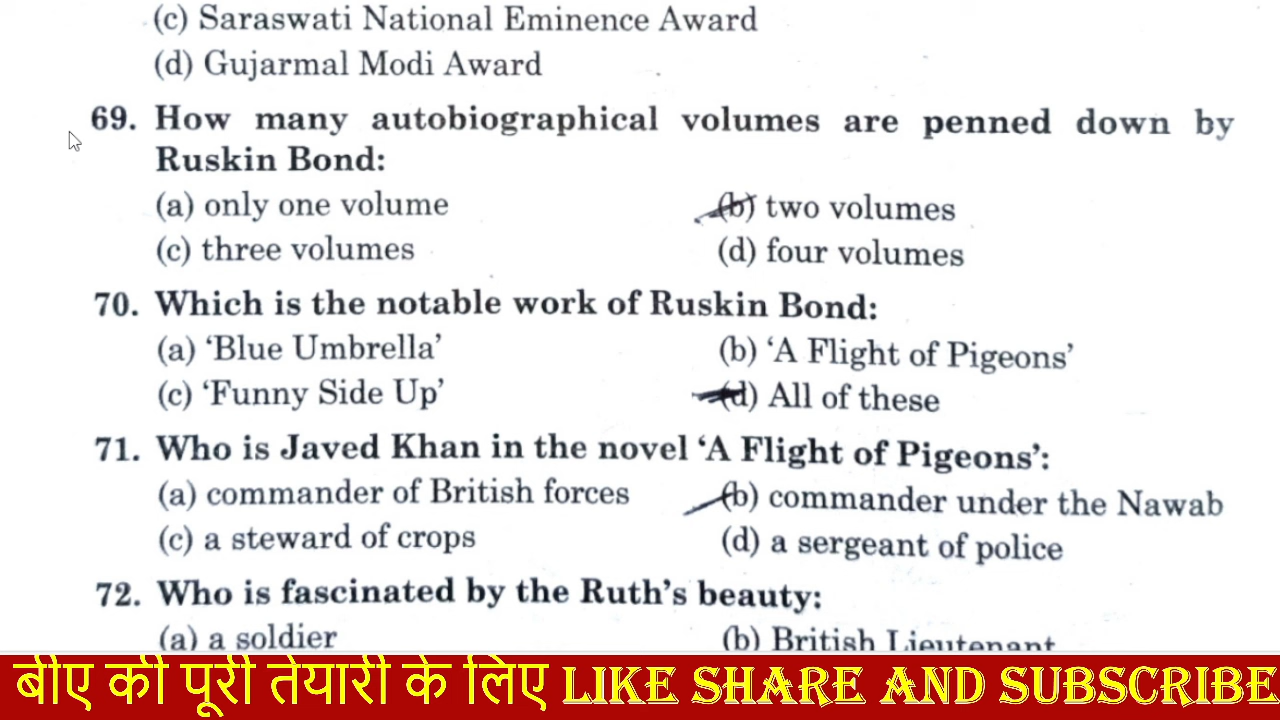 (c) Saraswati National Eminence Award
(d) Gujarmal Modi Award
69. How many autobiographical volumes are penned down by
Ruskin Bond:
(a) only one volume (b) two volumes
(c) three volumes (d) four volumes
70. Which is the notable work of Ruskin Bond:
(a) ‘Blue Umbrella’ (b) ‘A Flight of Pigeons’
(c) ‘Funny Side Up’ (d) All of these
71. Who is Javed Khan in the novel ‘A Flight of Pigeons’:
(a) commander of British forces (b) commander under the Nawab
(c) a steward of crops (d) a sergeant of police
72. Who is fascinated by the Ruth’s beauty:
(a) a soldier (b) British Lieutenant
बीए की पूरी तेयारी के लिए LIKE SHARE AND SUBSCRIBE